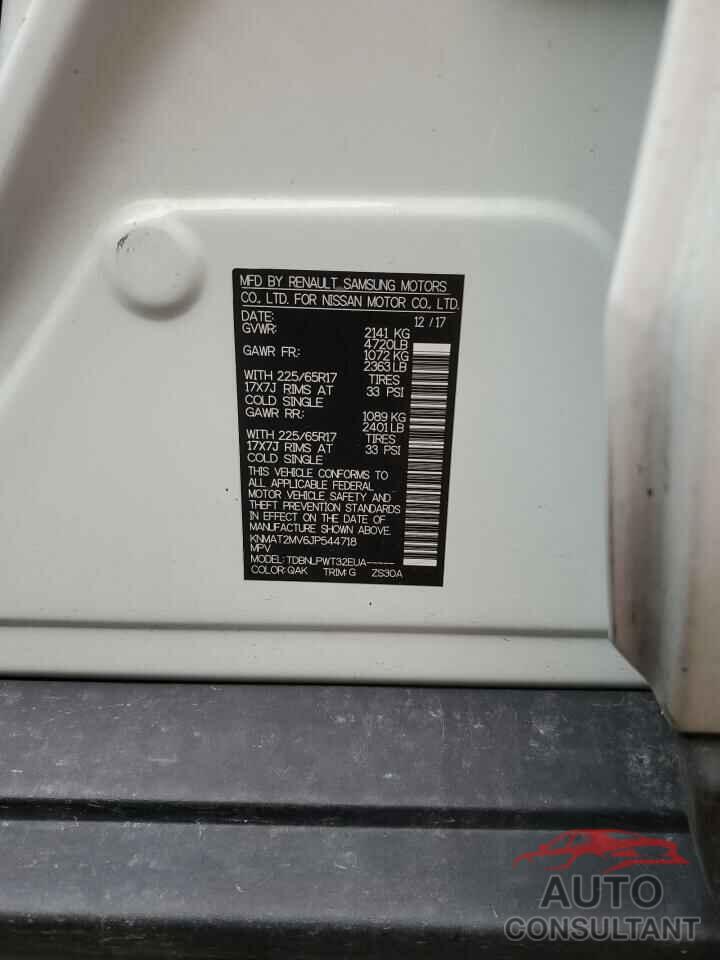 MFD BY RENAULT SAMSUNG MOTORS
CO., LTD. FOR NISSAN MOTOR CO., LTD.
DATE: 12 / 17
GVWR: 2141 KG
4720LB
GAWR FR: 1072 KG
2363 LB
WITH 225/65R17 TIRES
17X7J RIMS AT 33 PSI
COLD SINGLE
GAWR RR: 1089 KG
2401 LB
WITH 225/65R17 TIRES
17X7J RIMS AT 33 PSI
COLD SINGLE
THIS VEHICLE CONFORMS TO
ALL APPLICABLE FEDERAL
MOTOR VEHICLE SAFETY AND
THEFT PREVENTION STANDARDS
IN EFFECT ON THE DATE OF
MANUFACTURE SHOWN ABOVE.
KNMAT2MV6JP544718
MPV
MODEL: TDBNLPWT32EUA-----
COLOR: QAK TRIM: G ZS30A
AUTO
CONSULTANT